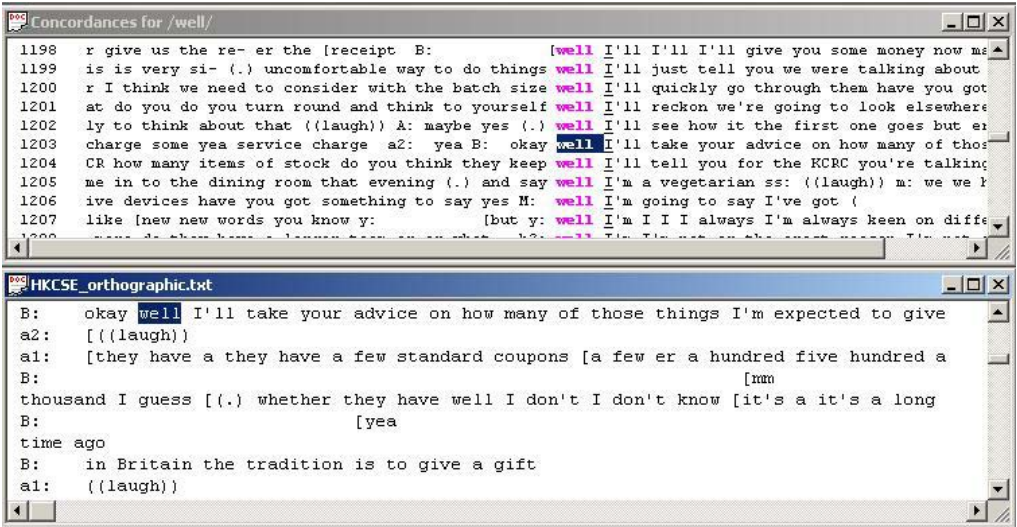 Concordances for /well/
1198 r give us the re- er the [receipt B: [well I'll I'll I'll give you some money now ma
1199 is is very si- (.) uncomfortable way to do things well I'll just tell you we were talking about
1200 r I think we need to consider with the batch size well I'll quickly go through them have you got
1201 at do you do you turn round and think to yourself well I'll reckon we're going to look elsewhere
1202 ly to think about that ((laugh)) A: maybe yes (.) well I'll see how it the first one goes but er
1203 charge some yea service charge a2: yea B: okay well I'll take your advice on how many of thos
1204 CR how many items of stock do you think they keep well I'll tell you for the KCRC you're talking
1205 me in to the dining room that evening (.) and say well I'm a vegetarian ss: ((laugh)) m: we we h
1206 ive devices have you got something to say yes M: well I'm going to say I've got (
1207 like [new new words you know y: [but y: well I'm I I I always I'm always keen on diffe
HKCSE_orthographic.txt
B: okay well I'll take your advice on how many of those things I'm expected to give
a2: [((laugh))
a1: [they have a they have a few standard coupons [a few er a hundred five hundred a
B: [mm
thousand I guess [(.) whether they have well I don't I don't know [it's a it's a long
B: [yea
time ago
B: in Britain the tradition is to give a gift
a1: ((laugh))